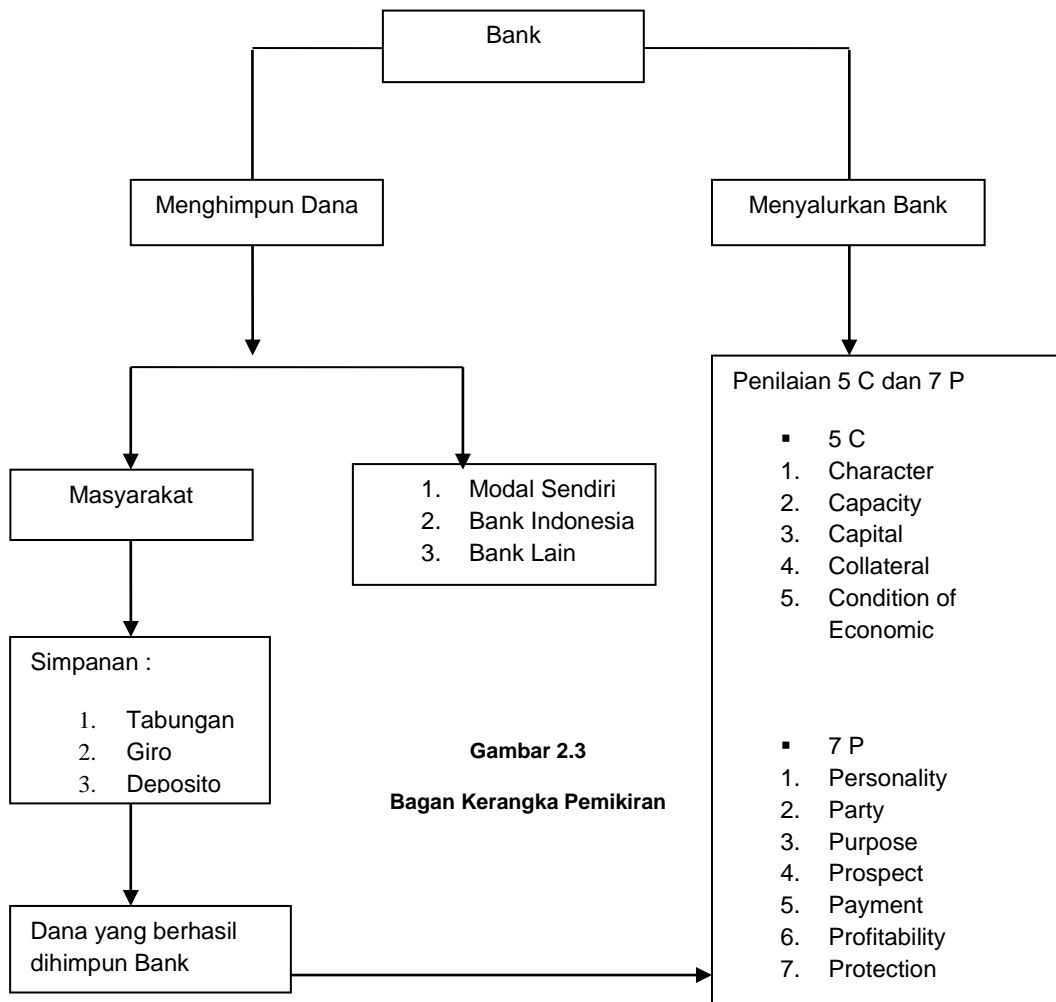 Bank
Menghimpun Dana
Menyalurkan Bank
Masyarakat
1. Modal Sendiri
2. Bank Indonesia
3. Bank Lain
Simpanan :
1. Tabungan
2. Giro
3. Deposito
Dana yang berhasil
dihimpun Bank
Gambar 2.3
Bagan Kerangka Pemikiran
Penilaian 5 C dan 7 P
▪ 5 C
1. Character
2. Capacity
3. Capital
4. Collateral
5. Condition of
Economic
▪ 7 P
1. Personality
2. Party
3. Purpose
4. Prospect
5. Payment
6. Profitability
7. Protection